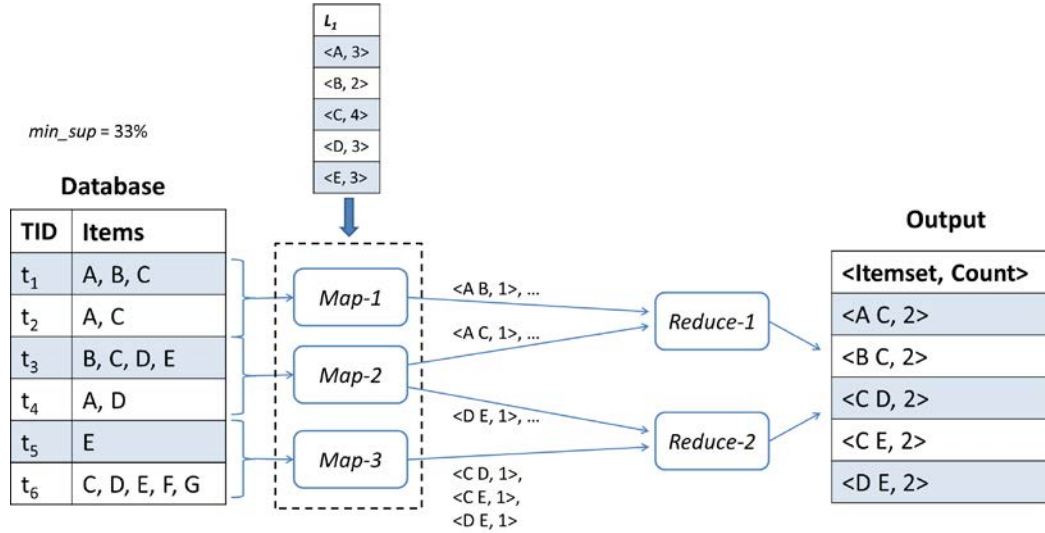 L1
<A, 3>
<B, 2>
<C, 4>
<D, 3>
<E, 3>
min_sup = 33%
Database
TID Items
t1 A, B, C
t2 A, C
t3 B, C, D, E
t4 A, D
t5 E
t6 C, D, E, F, G
Map-1
Map-2
Map-3
<A B, 1>, ...
<A C, 1>, ...
<D E, 1>, ...
<C D, 1>,
<C E, 1>,
<D E, 1>
Reduce-1
Reduce-2
Output
<Itemset, Count>
<A C, 2>
<B C, 2>
<C D, 2>
<C E, 2>
<D E, 2>